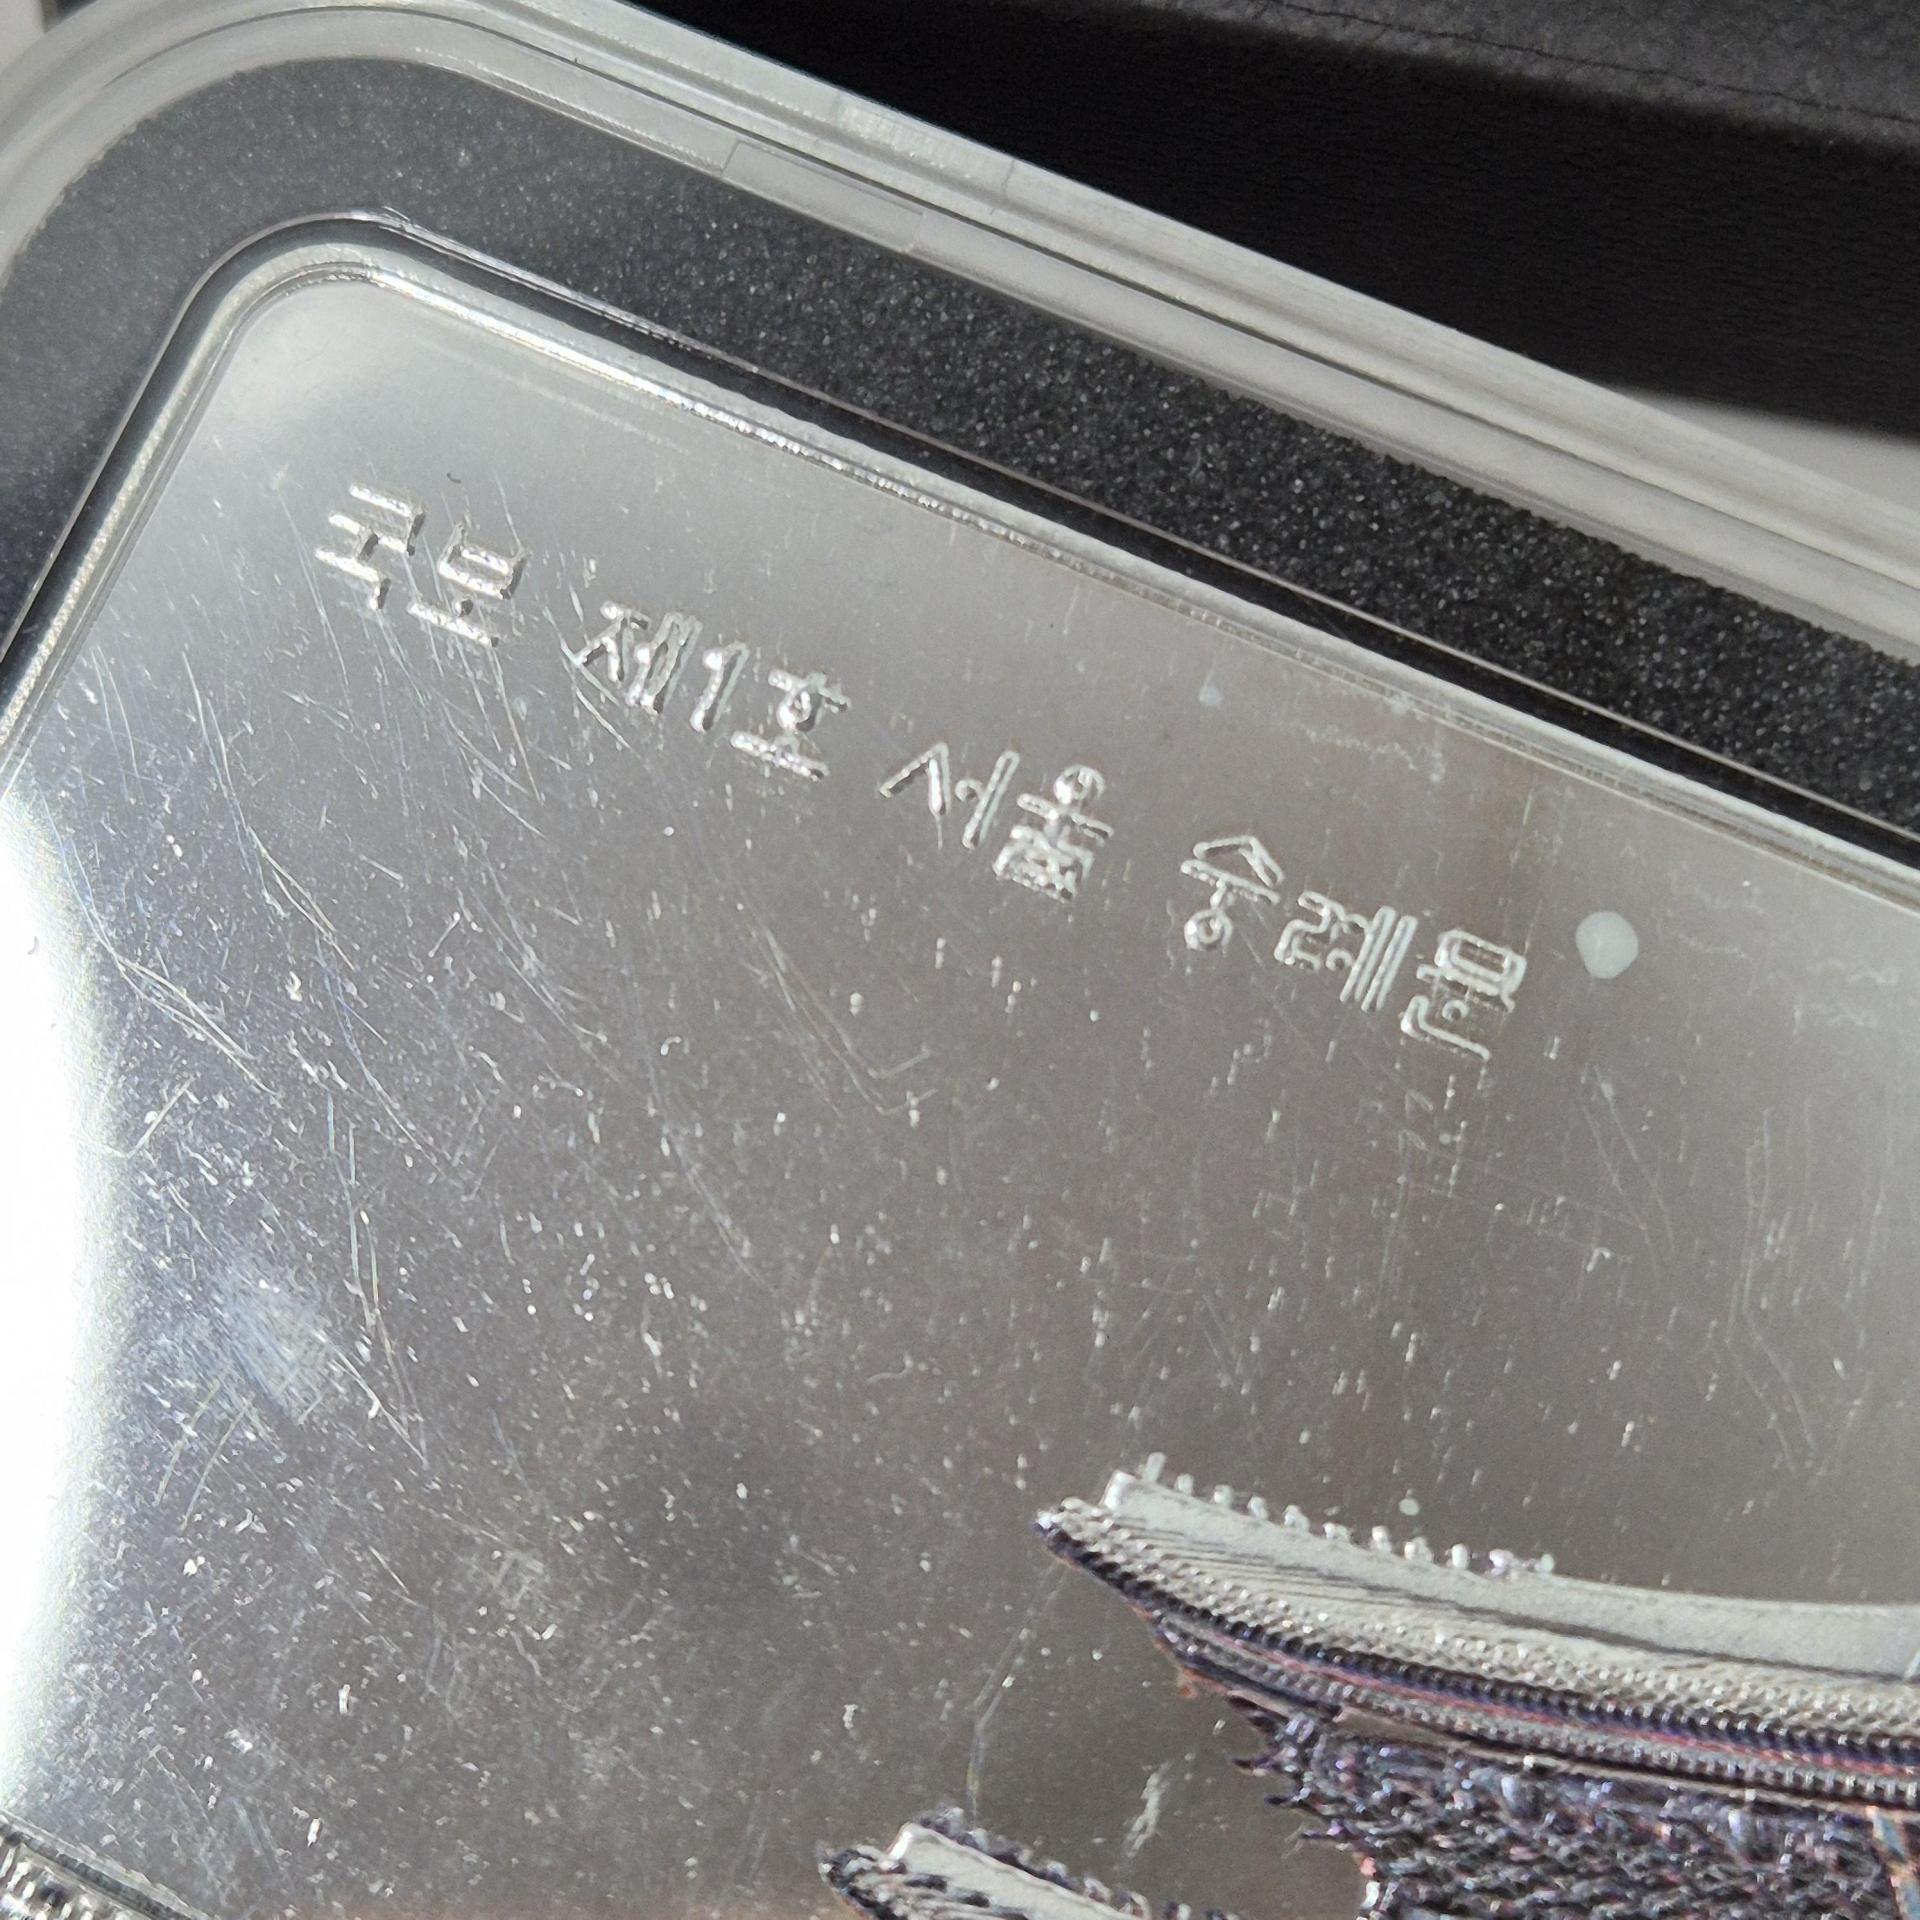 국보 제1호 서울 숭례문